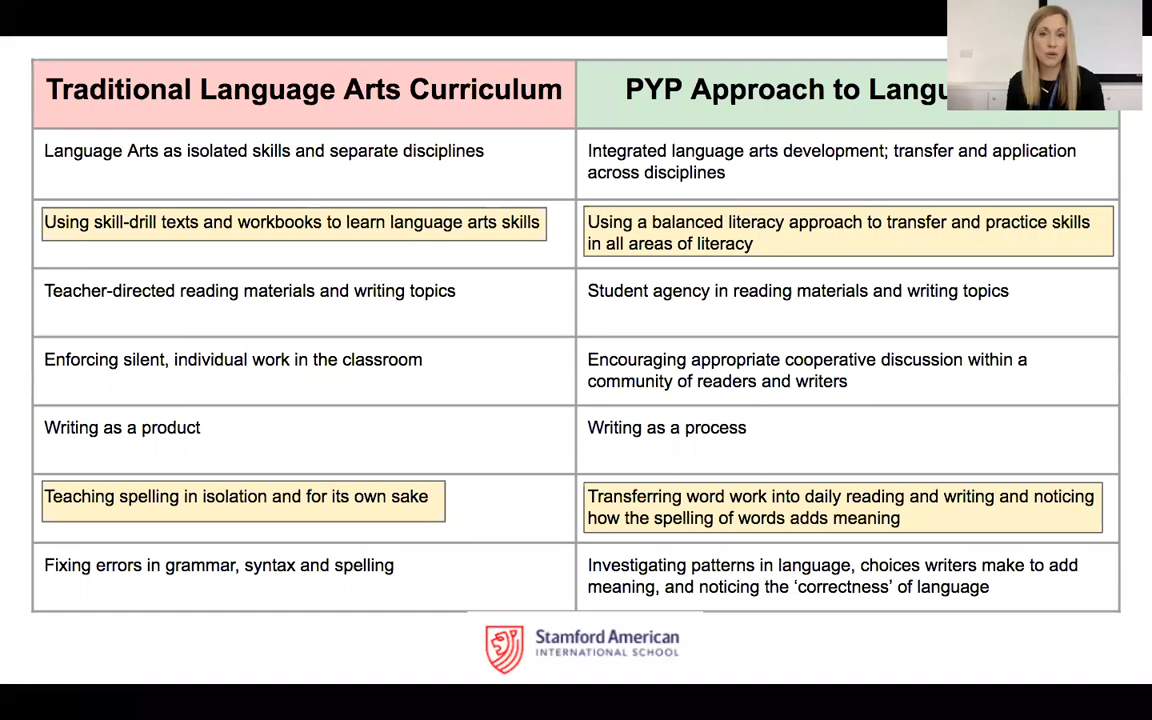 Traditional Language Arts Curriculum
PYP Approach to
Language Arts as isolated skills and separate disciplines
Integrated language arts development; transfer and application
across disciplines
Using skill-drill texts and workbooks to learn language arts skills
Using a balanced literacy approach to transfer and practice skills
in all areas of literacy
Teacher-directed reading materials and writing topics
Student agency in reading materials and writing topics
Enforcing silent, individual work in the classroom
Encouraging appropriate cooperative discussion within a
community of readers and writers
Writing as a product
Writing as a process
Teaching spelling in isolation and for its own sake
Transferring word work into daily reading and writing and noticing
how the spelling of words adds meaning
Fixing errors in grammar, syntax and spelling
Investigating patterns in language, choices writers make to add
meaning, and noticing the ‘correctness’ of language
Stamford American
INTERNATIONAL SCHOOL